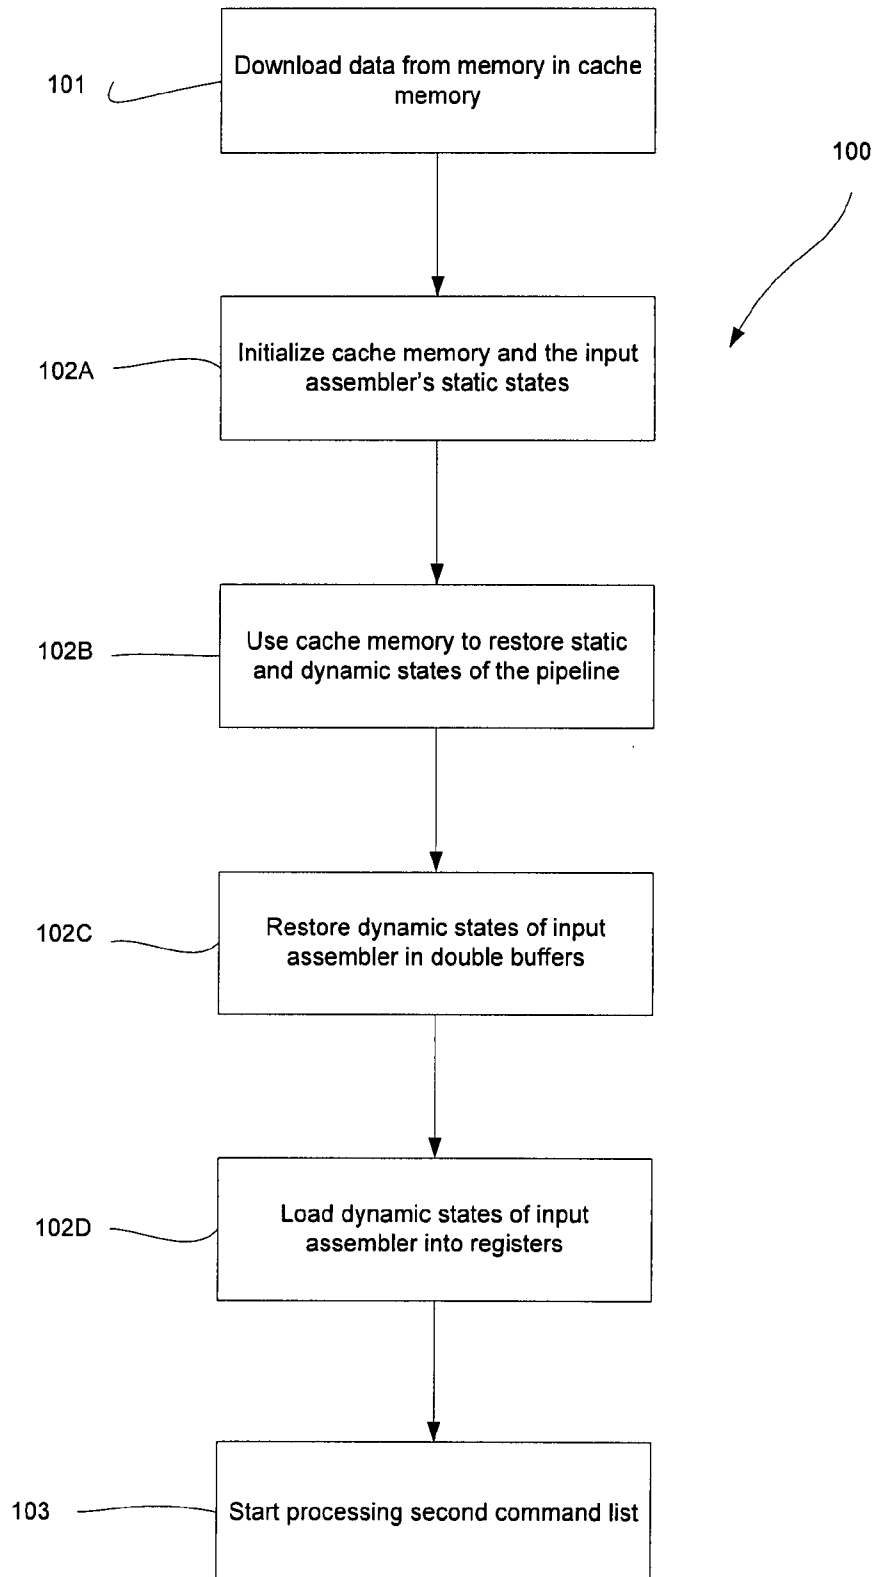 Download data from memory in cache
memory
101
100
Initialize cache memory and the input
assembler's static states
102A
Use cache memory to restore static
and dynamic states of the pipeline
102B
Restore dynamic states of input
assembler in double buffers
102C
Load dynamic states of input
assembler into registers
102D
Start processing second command list
103